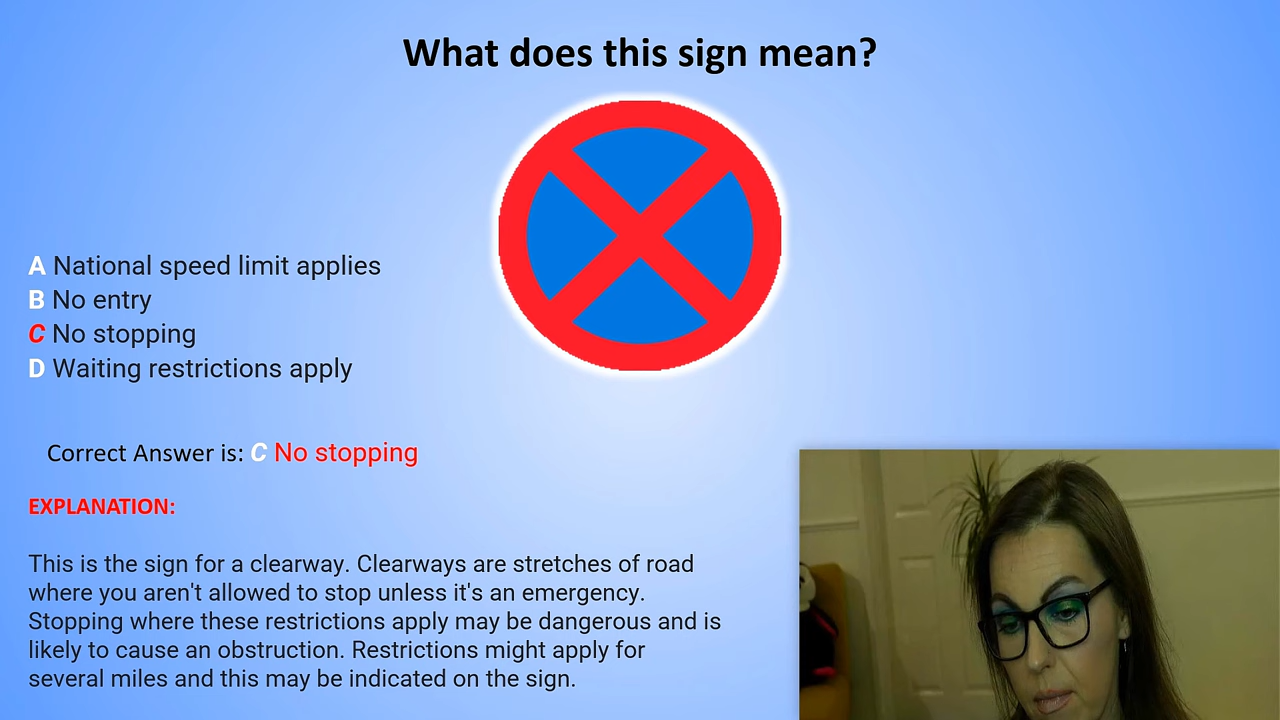 What does this sign mean?
A National speed limit applies
B No entry
C No stopping
D Waiting restrictions apply
Correct Answer is: C No stopping
EXPLANATION:
This is the sign for a clearway. Clearways are stretches of road
where you aren't allowed to stop unless it's an emergency.
Stopping where these restrictions apply may be dangerous and is
likely to cause an obstruction. Restrictions might apply for
several miles and this may be indicated on the sign.